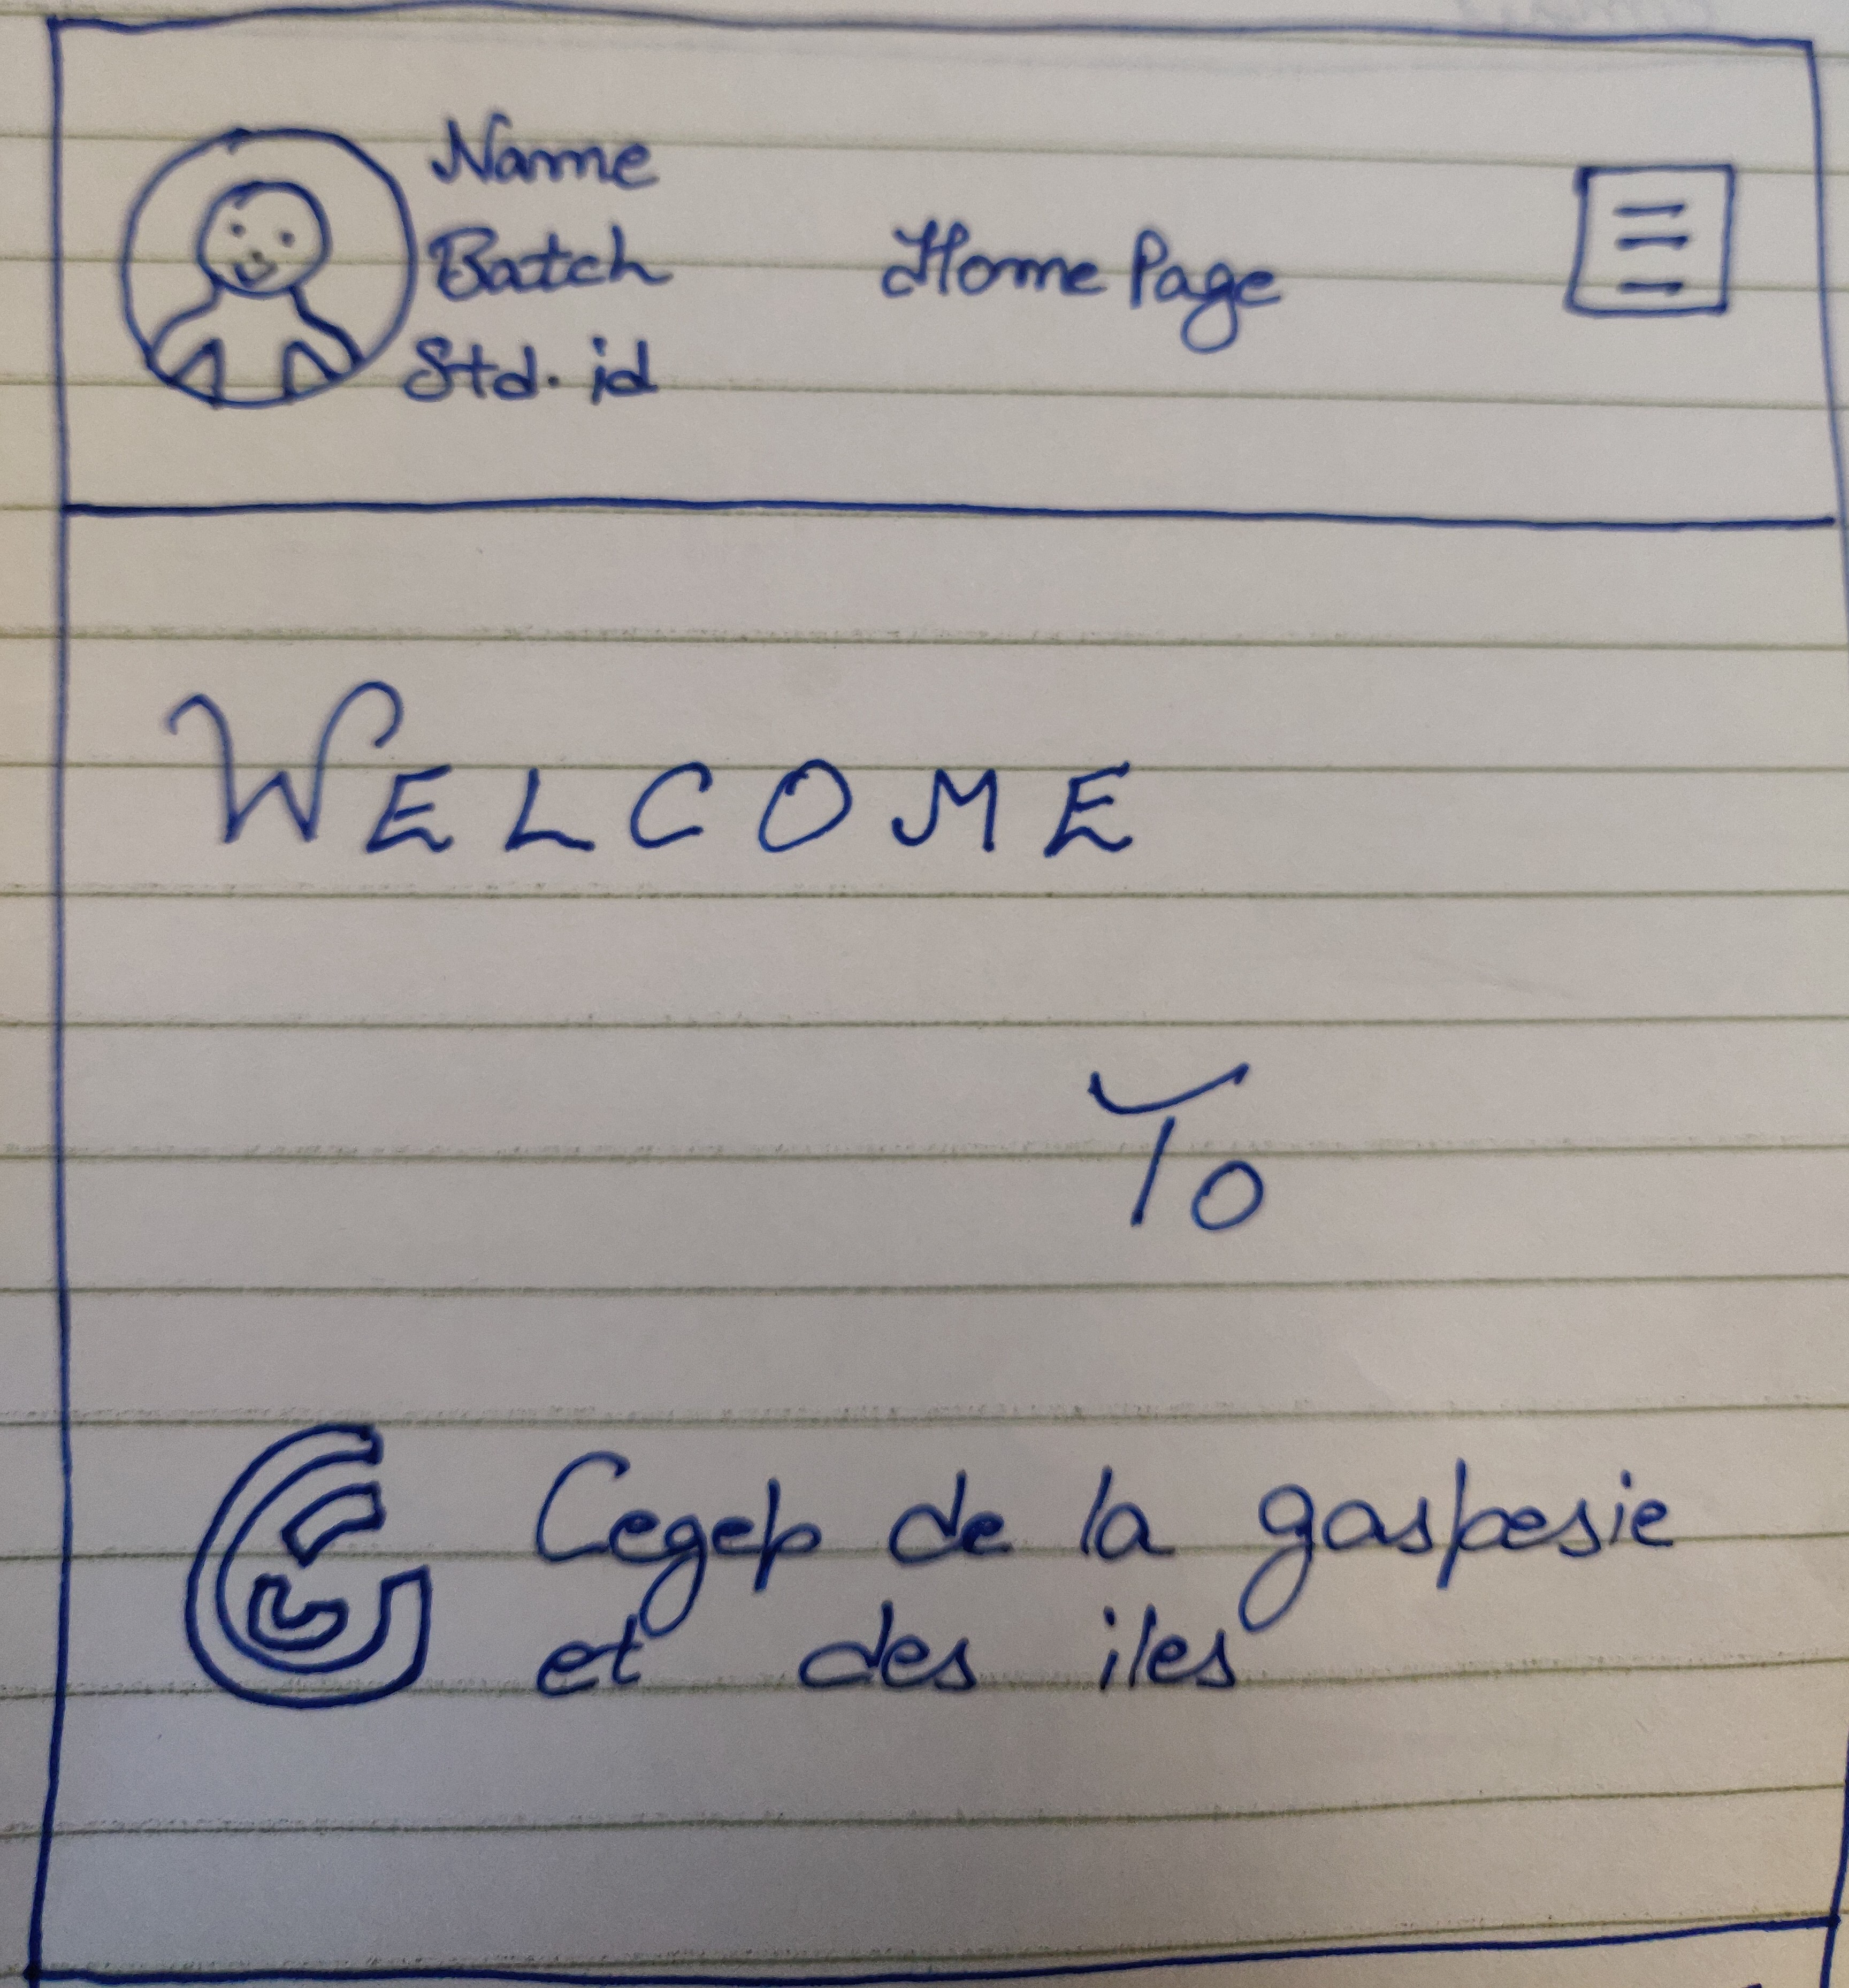 Name
Batch
Std. id
Home Page
WELCOME
To
Cegep de la gaspesie
et des iles